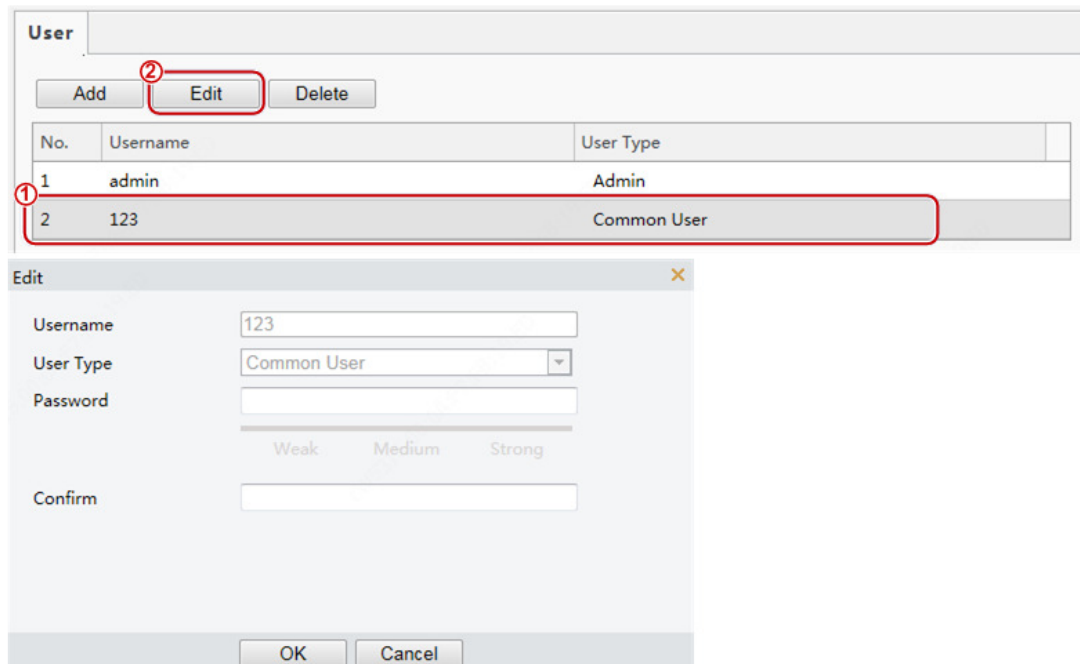 User
②
Add Edit Delete
No. Username User Type
1 admin Admin
①
2 123 Common User
Edit
Username 123
User Type Common User
Password
Weak Medium Strong
Confirm
OK Cancel